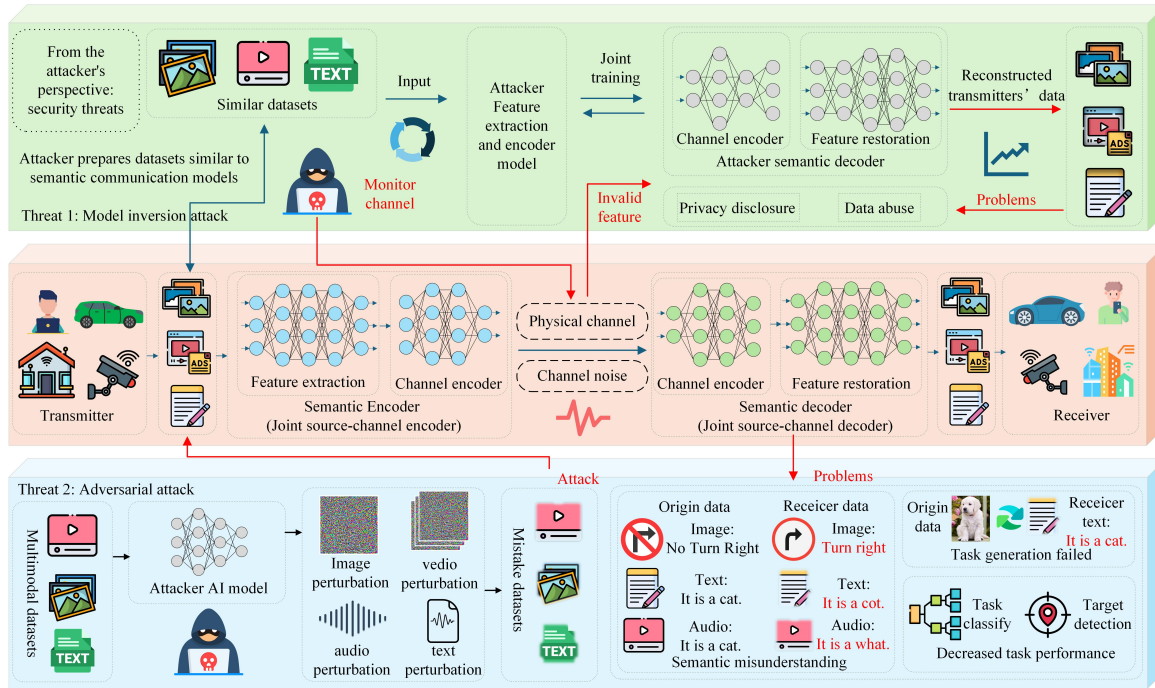 From the
attacker's
perspective:
security threats
TEXT
Similar datasets
Attacker prepares datasets similar to
semantic communication models
Threat 1: Model inversion attack
Input
Monitor
channel
Attacker
Feature
extraction
and encoder
model
Joint
training
Invalid
feature
Channel encoder
Feature restoration
Attacker semantic decoder
Privacy disclosure
Data abuse
Reconstructed
transmitters’ data
Problems
ADS
Transmitter
ADS
Feature extraction
Channel encoder
Semantic Encoder
(Joint source-channel encoder)
Physical channel
Channel noise
Channel encoder
Feature restoration
Semantic decoder
(Joint source-channel decoder)
ADS
Receiver
Attack
Problems
Threat 2: Adversarial attack
Multimodal datasets
TEXT
Attacker AI model
Image
perturbation
vedio perturbation
audio
perturbation
text
perturbation
Mistake datasets
TEXT
Origin data
Receicer data
Image:
No Turn Right
Image:
Turn right
Text:
It is a cat.
Text:
It is a cot.
Audio:
It is a cat.
Audio:
It is a what.
Semantic misunderstanding
Origin
data
Receicer
text:
It is a cat.
Task generation failed
Task
classify
Target
detection
Decreased task performance